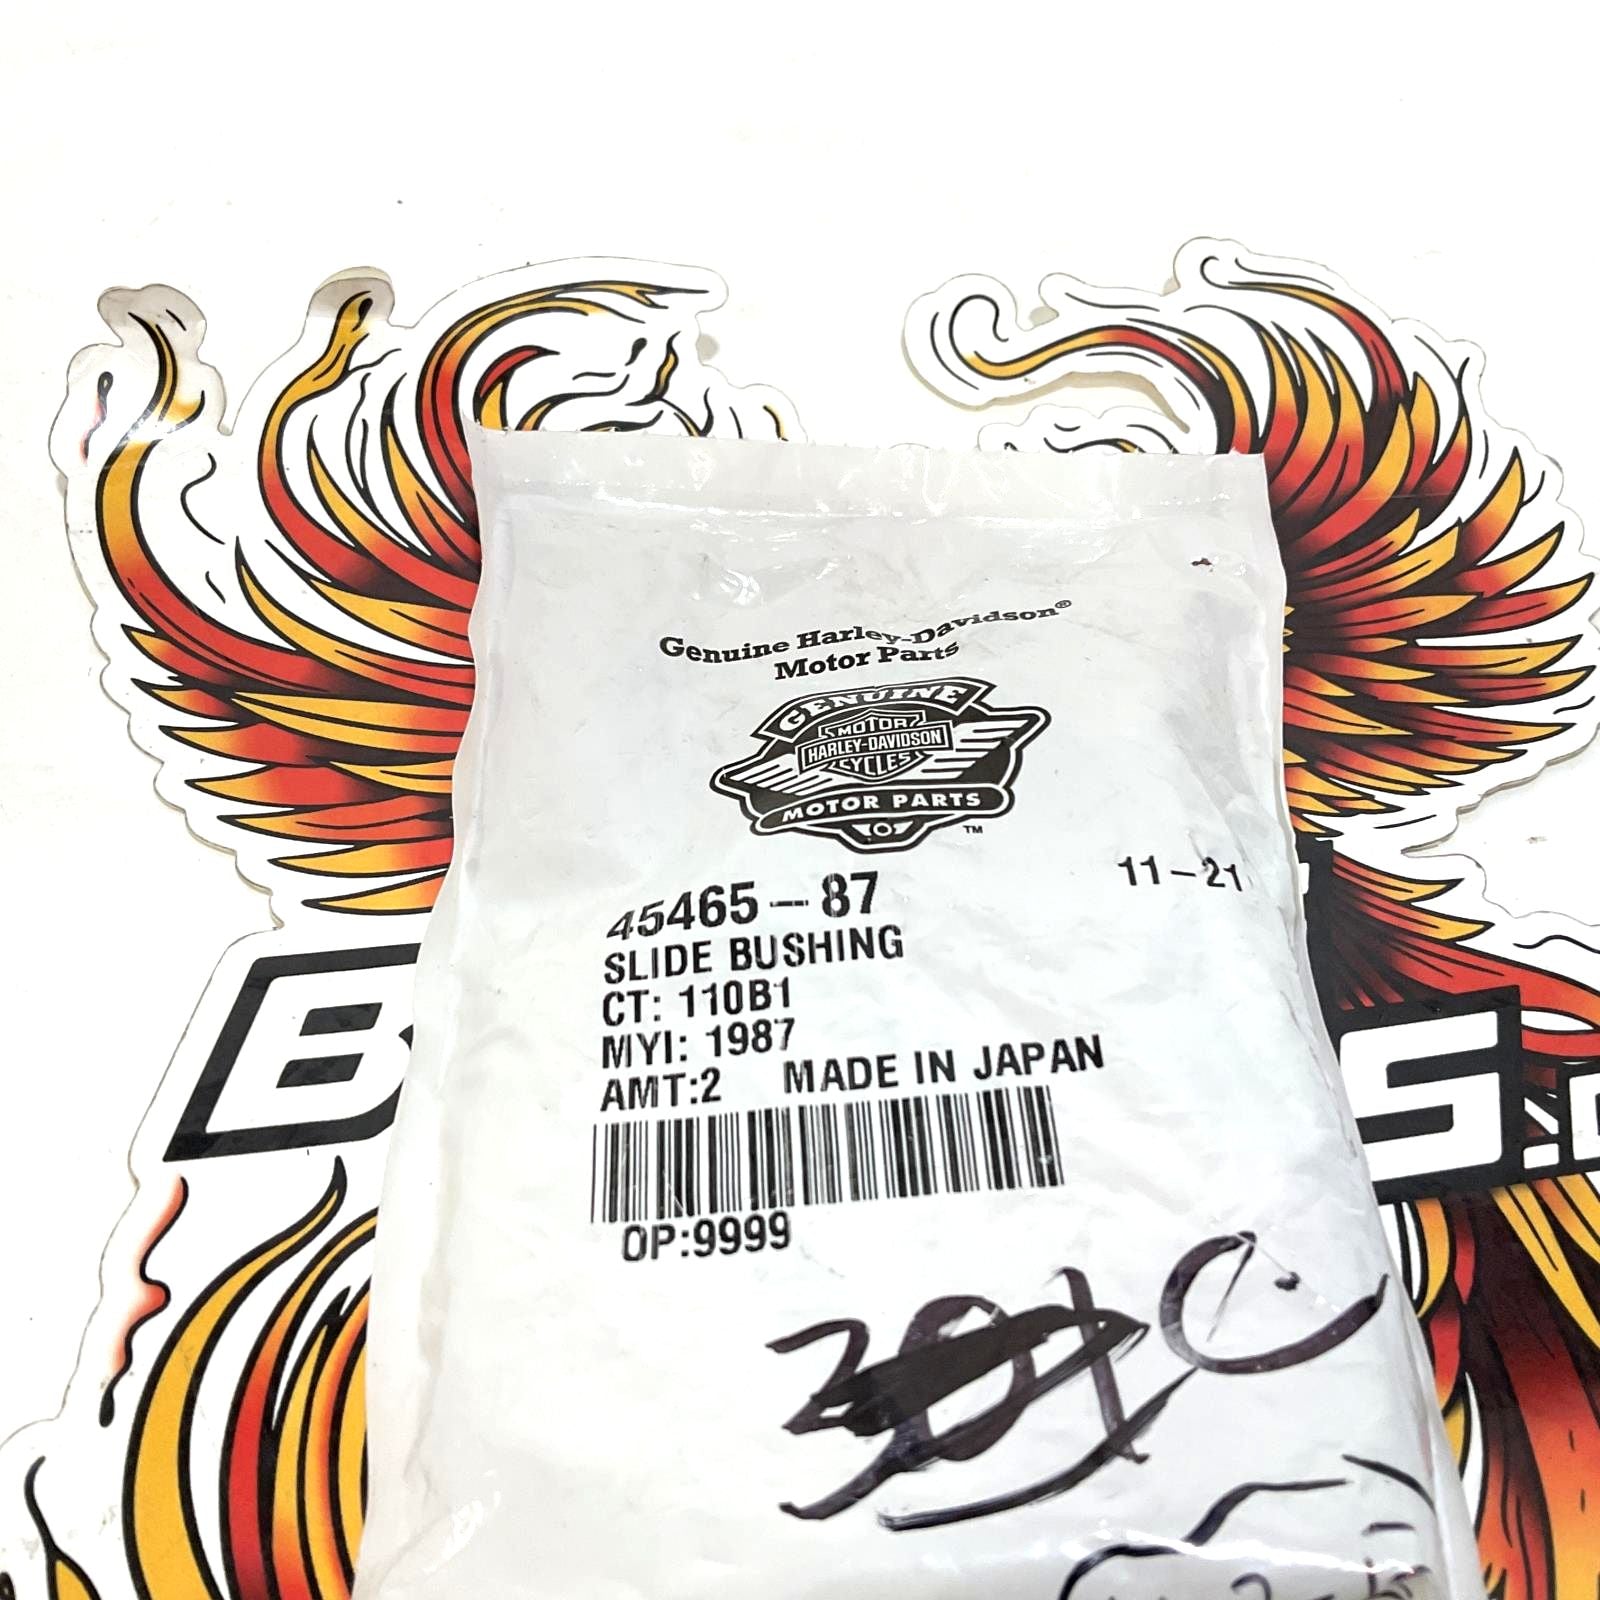 Genuine Harley-Davidson®
Motor Parts
GENUINE
MOTOR
HARLEY-DAVIDSON
CYCLES
MOTOR PARTS
TM
11-21
45465-87
SLIDE BUSHING
CT: 110B1
MYI: 1987
AMT:2 MADE IN JAPAN
OP:9999